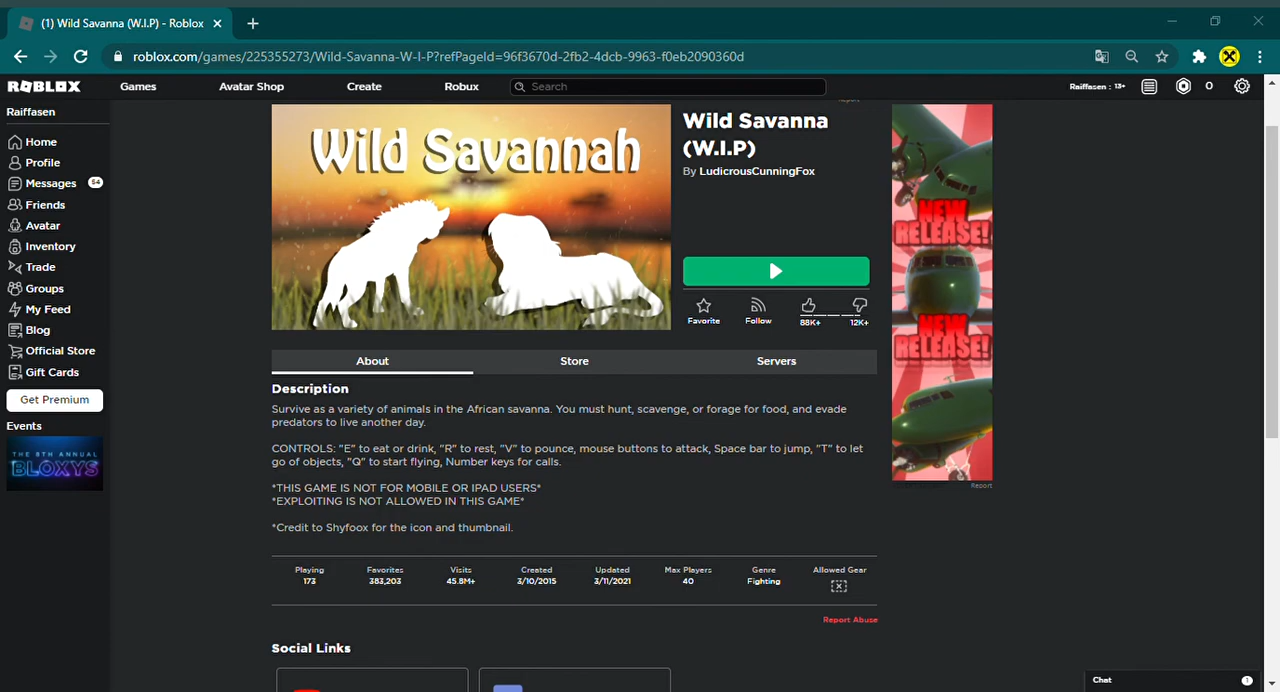 (1) Wild Savanna (W.I.P) - Roblox
roblox.com/games/225355273/Wild-Savanna-W-I-P?refPageId=96f3670d-2fb2-4dcb-9963-f0eb2090360d
ROBLOX
Games
Avatar Shop
Create
Robux
Search
Raiffasen : 13+
0
Raiffasen
Home
Profile
Messages 54
Friends
Avatar
Inventory
Trade
Groups
My Feed
Blog
Official Store
Gift Cards
Get Premium
Events
THE 8TH ANNUAL
BLOXYS
Wild Savannah
Report
Wild Savanna
(W.I.P)
By LudicrousCunningFox
Favorite
Follow
88K+
12K+
NEW
RELEASE!
NEW
RELEASE!
Report
About
Store
Servers
Description
Survive as a variety of animals in the African savanna. You must hunt, scavenge, or forage for food, and evade
predators to live another day.
CONTROLS: "E" to eat or drink, "R" to rest, "V" to pounce, mouse buttons to attack, Space bar to jump, "T" to let
go of objects, "Q" to start flying, Number keys for calls.
*THIS GAME IS NOT FOR MOBILE OR IPAD USERS*
*EXPLOITING IS NOT ALLOWED IN THIS GAME*
*Credit to Shyfoox for the icon and thumbnail.
Playing
173
Favorites
383,203
Visits
45.8M+
Created
3/10/2015
Updated
3/11/2021
Max Players
40
Genre
Fighting
Allowed Gear
Report Abuse
Social Links
Chat
1